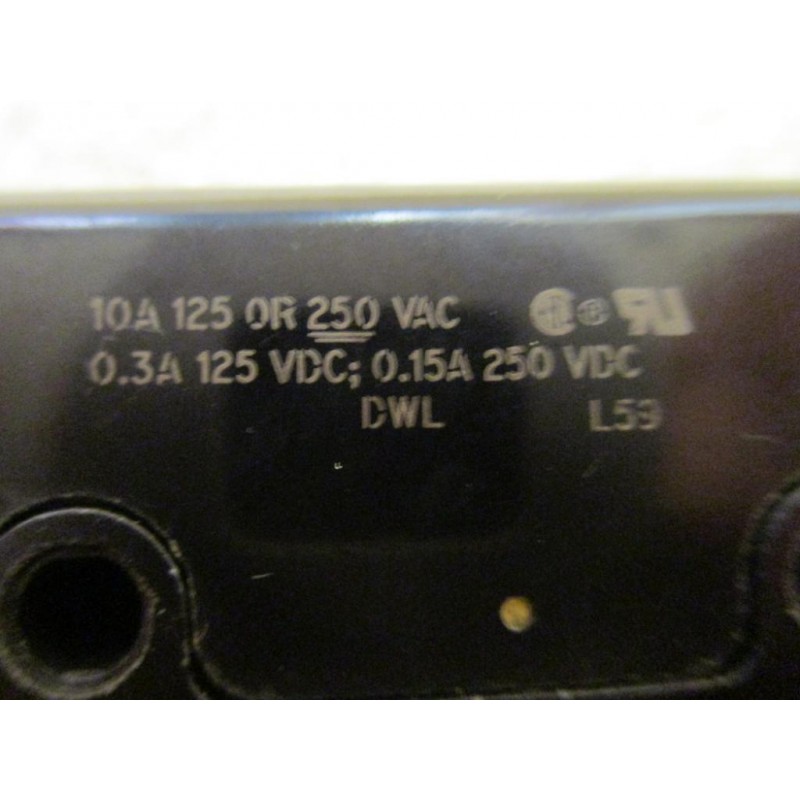 10A 125 OR 250 VAC
0.3A 125 VDC; 0.15A 250 VDC
DWL L59